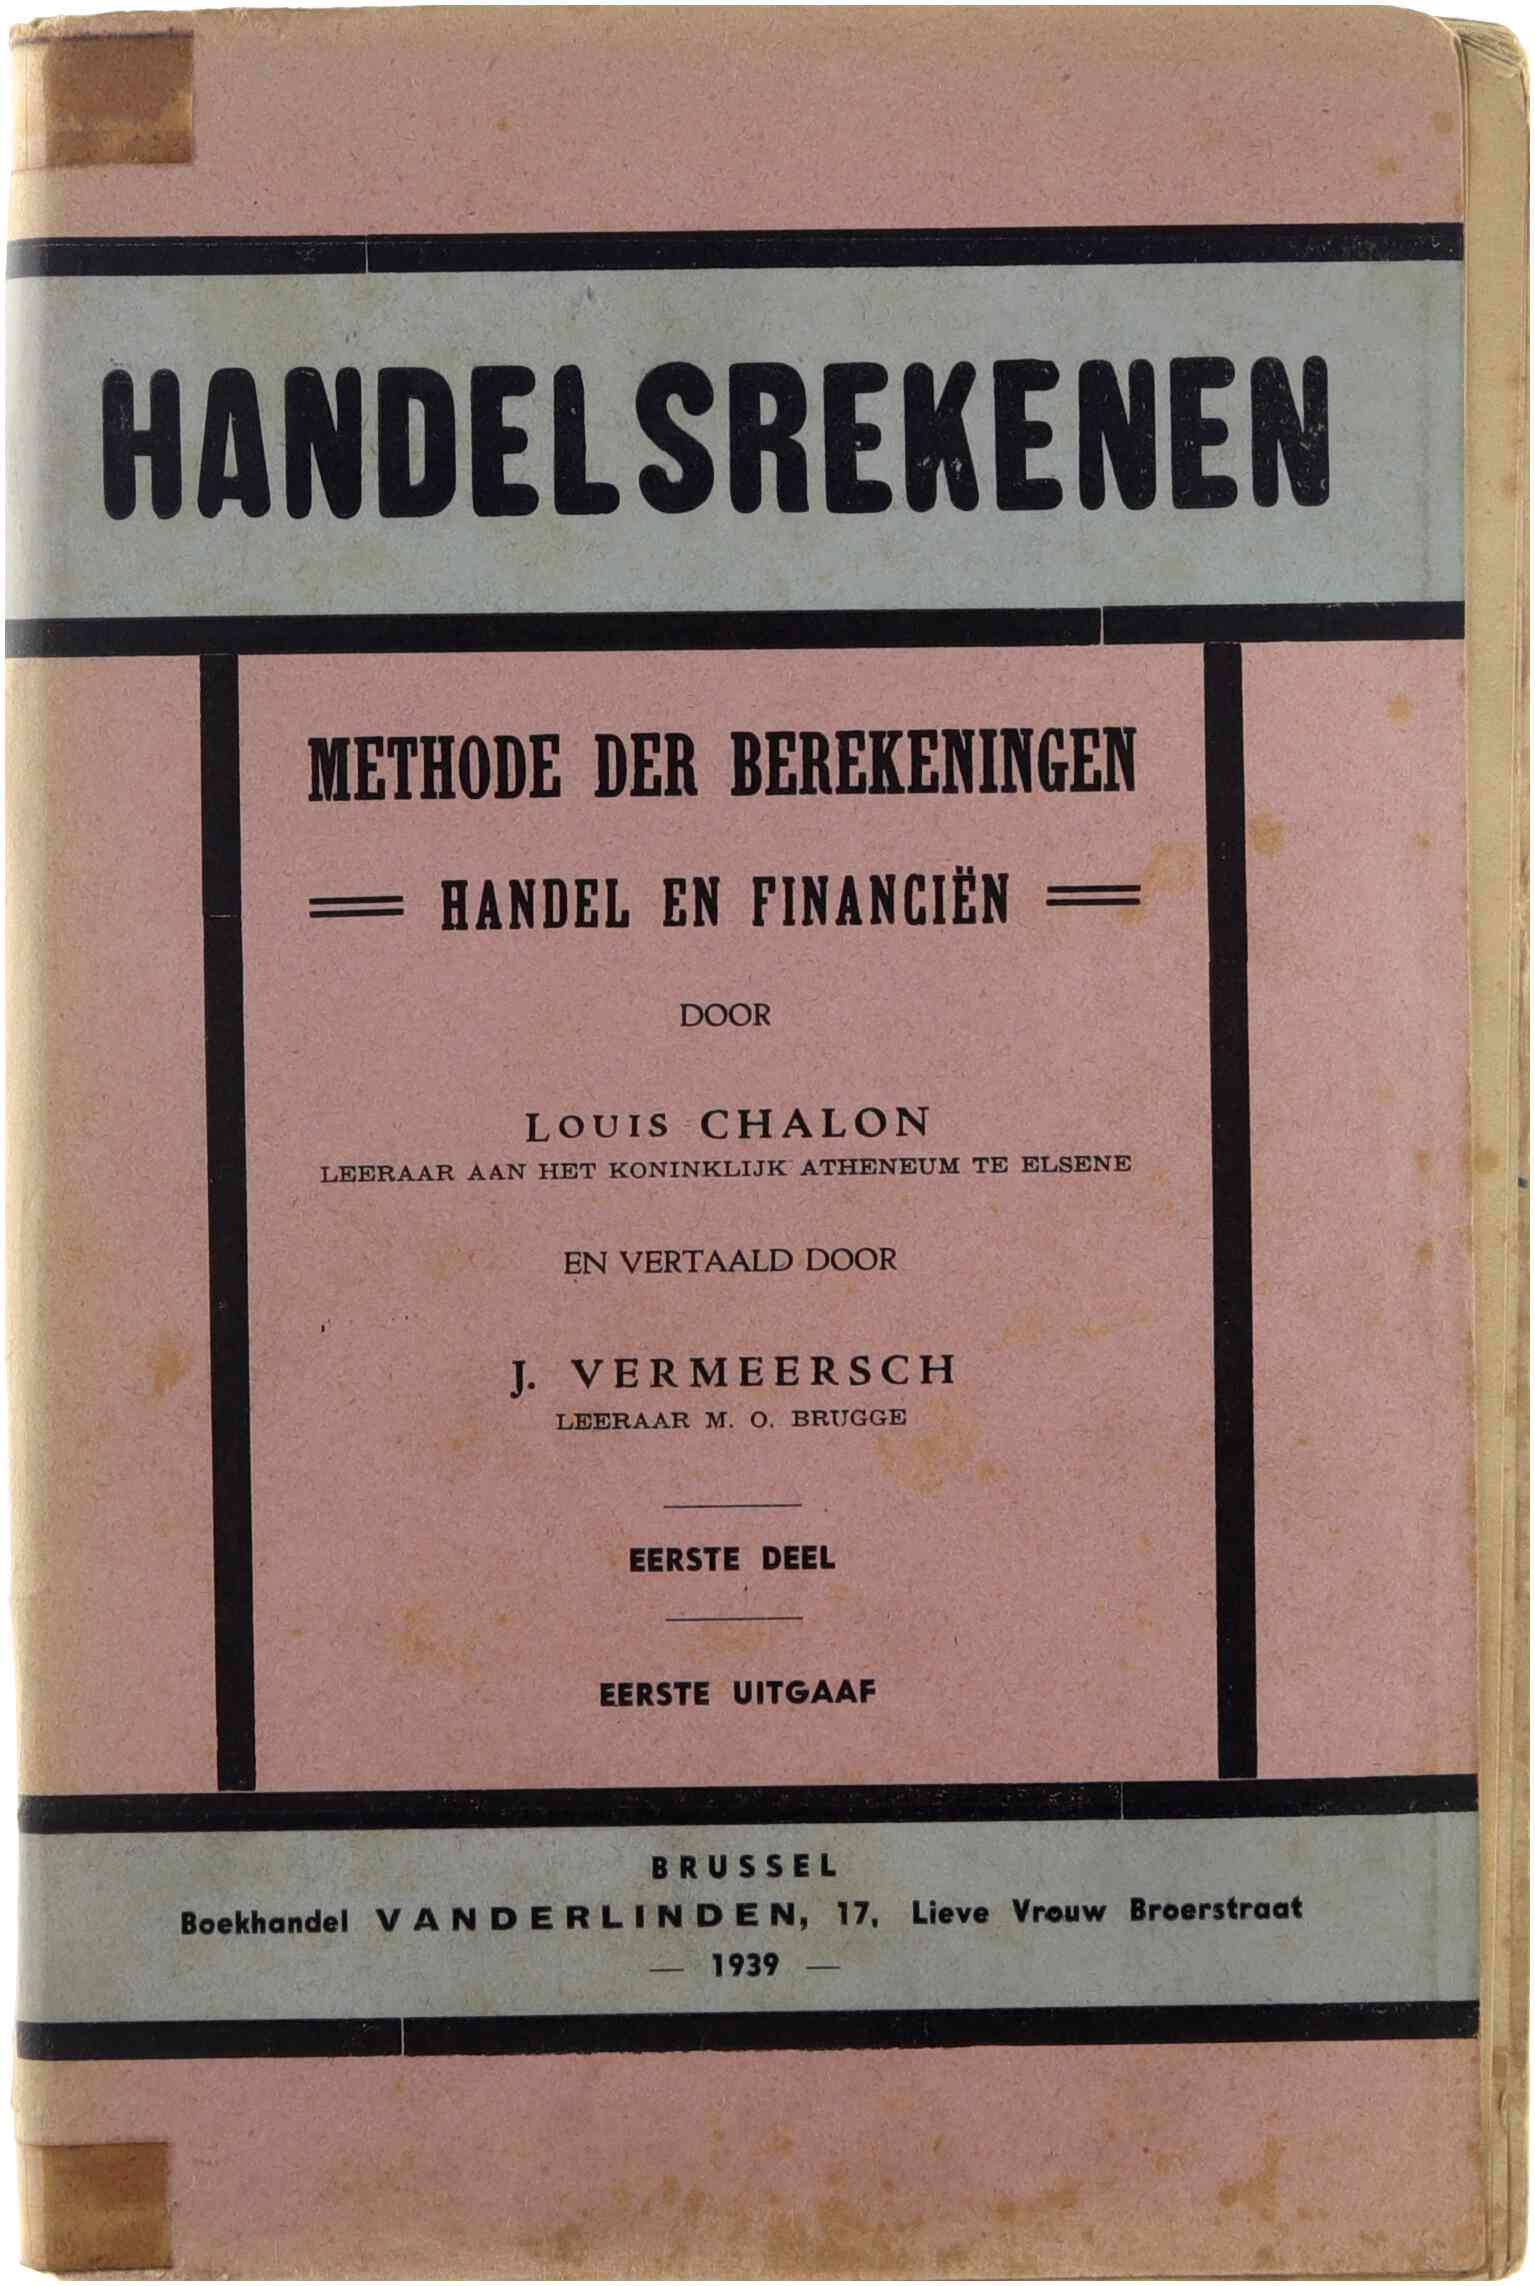 HANDELSREKENEN
METHODE DER BEREKENINGEN
HANDEL EN FINANCIËN
DOOR
LOUIS CHALON
LEERAAR AAN HET KONINKLIJK ATHENEUM TE ELSENE
EN VERTAALD DOOR
J. VERMEERSCH
LEERAAR M. O. BRUGGE
EERSTE DEEL
EERSTE UITGAAF
BRUSSEL
Boekhandel VANDERLINDEN, 17, Lieve Vrouw Broerstraat
— 1939 —